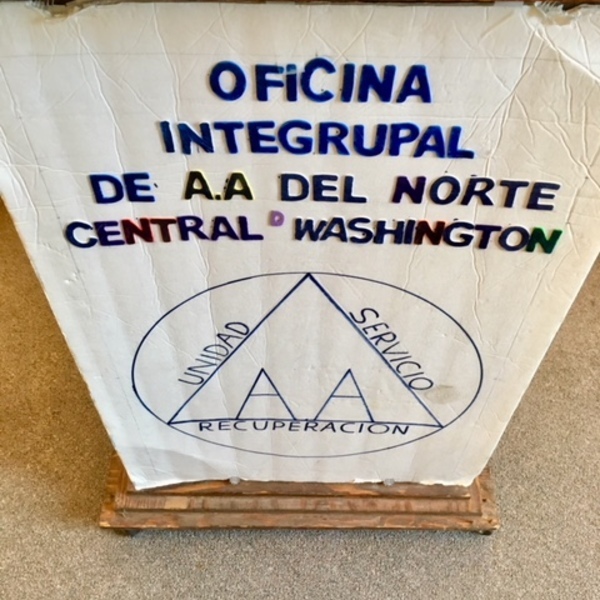 OFiCINA
INTEGRUPAL
DE A.A DEL NORTE
CENTRAL D WASHINGTON
UNIDAD
SERVICIO
AA
RECUPERACION